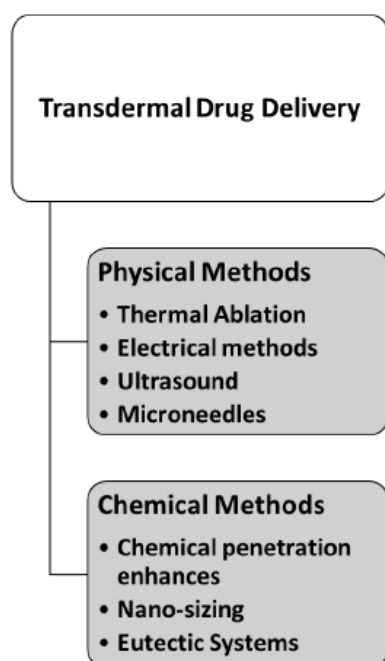 Transdermal Drug Delivery
Physical Methods
• Thermal Ablation
• Electrical methods
• Ultrasound
• Microneedles
Chemical Methods
• Chemical penetration
enhances
• Nano-sizing
• Eutectic Systems